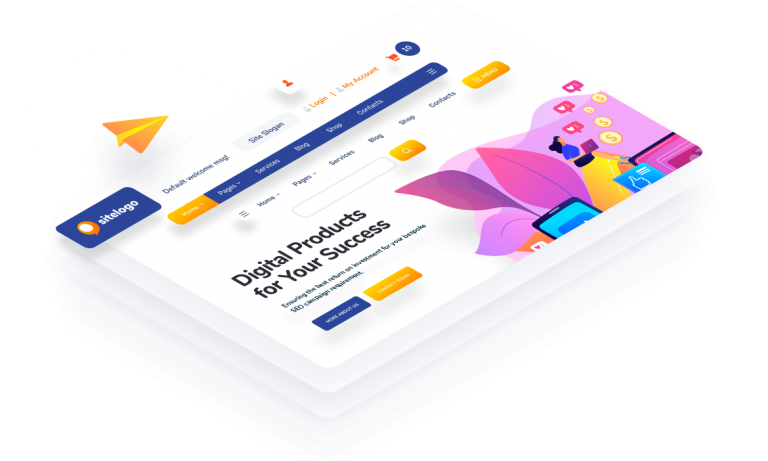 10
Login | My Account
MENU
Site Slogan
Default welcome msg!
sitelogo
Home Pages Services Blog Shop Contacts
Home Pages Services Blog Shop Contacts
Digital Products
for Your Success
Ensuring the best return on investment for your bespoke
SEO campaign requirement.
MORE ABOUT US
CONTACT TODAY